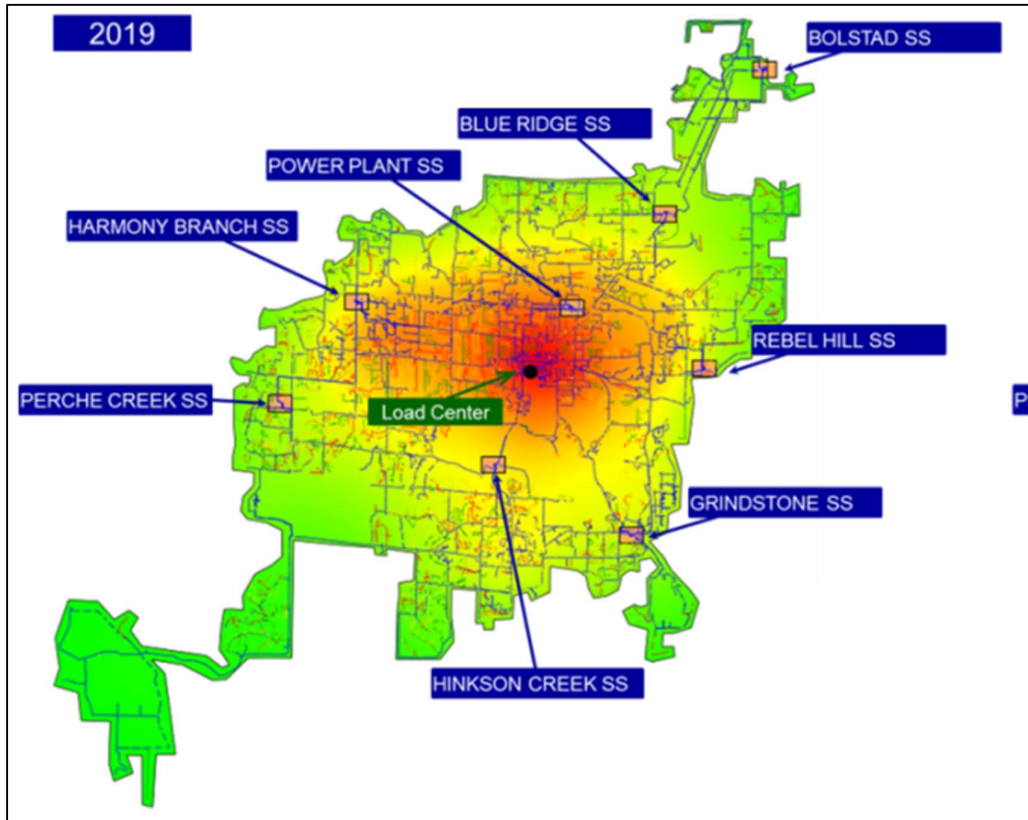 2019
BOLSTAD SS
BLUE RIDGE SS
POWER PLANT SS
HARMONY BRANCH SS
REBEL HILL SS
PERCHE CREEK SS
Load Center
P
GRINDSTONE SS
HINKSON CREEK SS